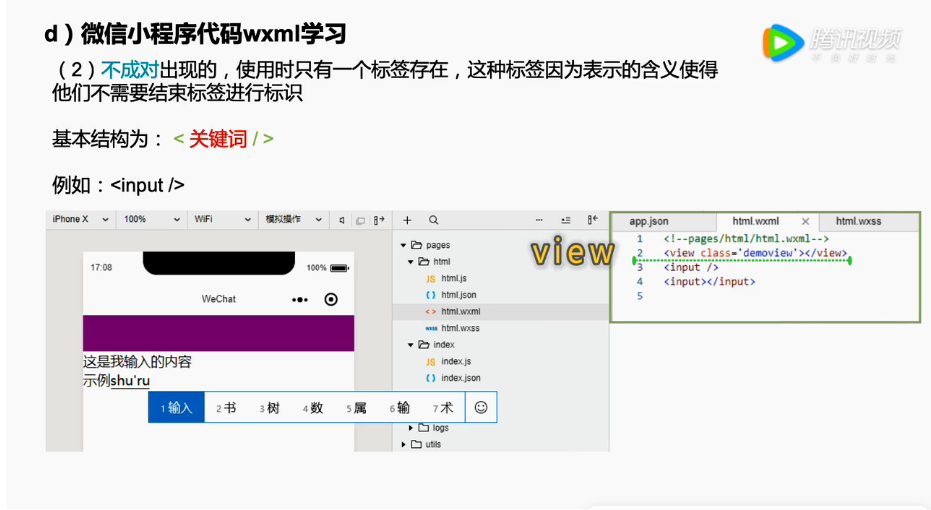 d）微信小程序代码wxml学习
腾讯视频
不负好时光
（2）不成对出现的，使用时只有一个标签存在，这种标签因为表示的含义使得
他们不需要结束标签进行标识
基本结构为： < 关键词 / >
例如：<input />
iPhone X 100% WiFi 模拟操作
17:08 100%
WeChat
这是我输入的内容
示例shu'ru
1 输入 2 书 3 树 4 数 5 属 6 输 7 术
pages
html
JS html.js
{ } html.json
< > html.wxml
wxss html.wxss
index
JS index.js
{ } index.json
logs
utils
view
app.json html.wxml × html.wxss
1 <!--pages/html/html.wxml-->
2 <view class='demoview'></view>
3 <input />
4 <input></input>
5